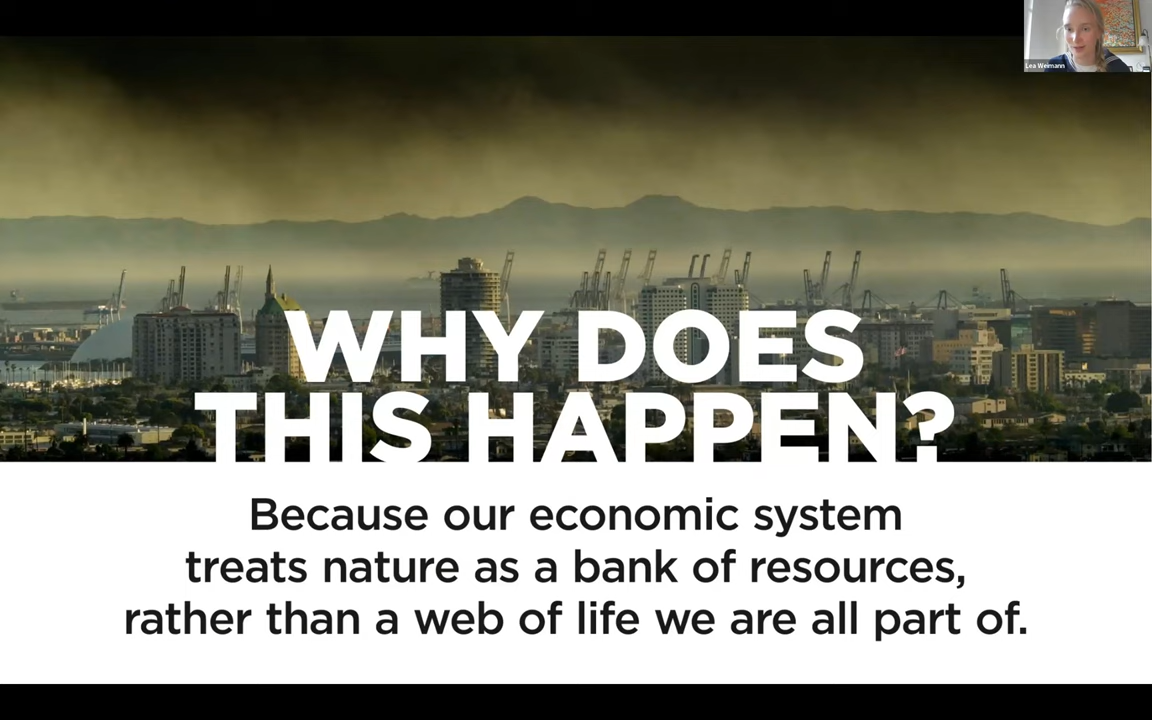 Lea Weimann
WHY DOES
THIS HAPPEN?
Because our economic system
treats nature as a bank of resources,
rather than a web of life we are all part of.